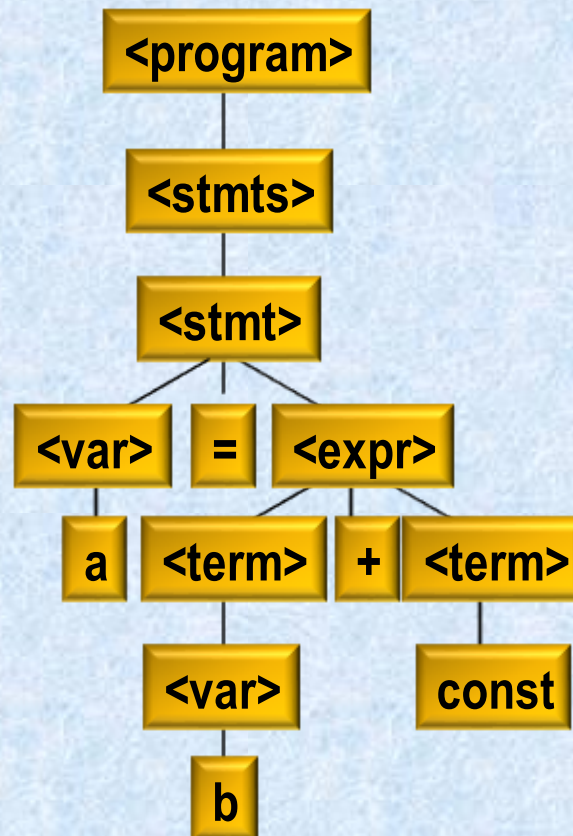 <program>
<stmts>
<stmt>
<var> = <expr>
a <term> + <term>
<var> const
b